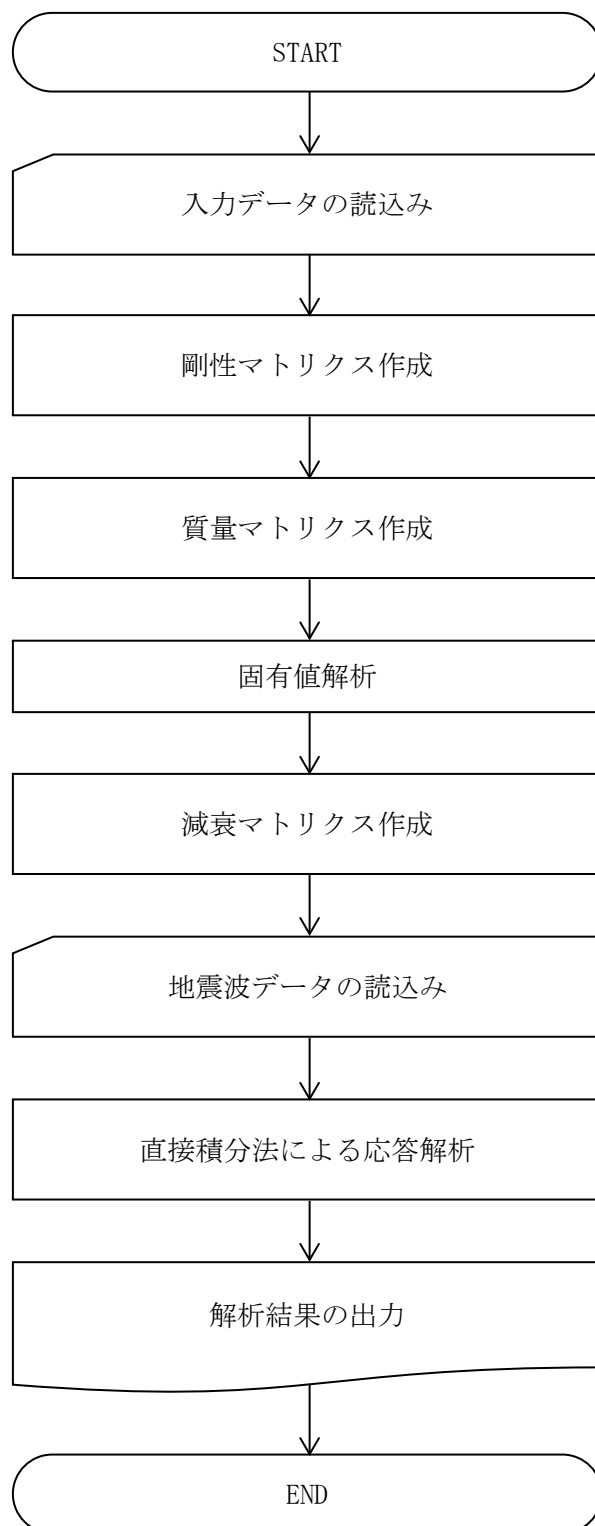 START
入力データの読込み
剛性マトリクス作成
質量マトリクス作成
固有値解析
減衰マトリクス作成
地震波データの読込み
直接積分法による応答解析
解析結果の出力
END